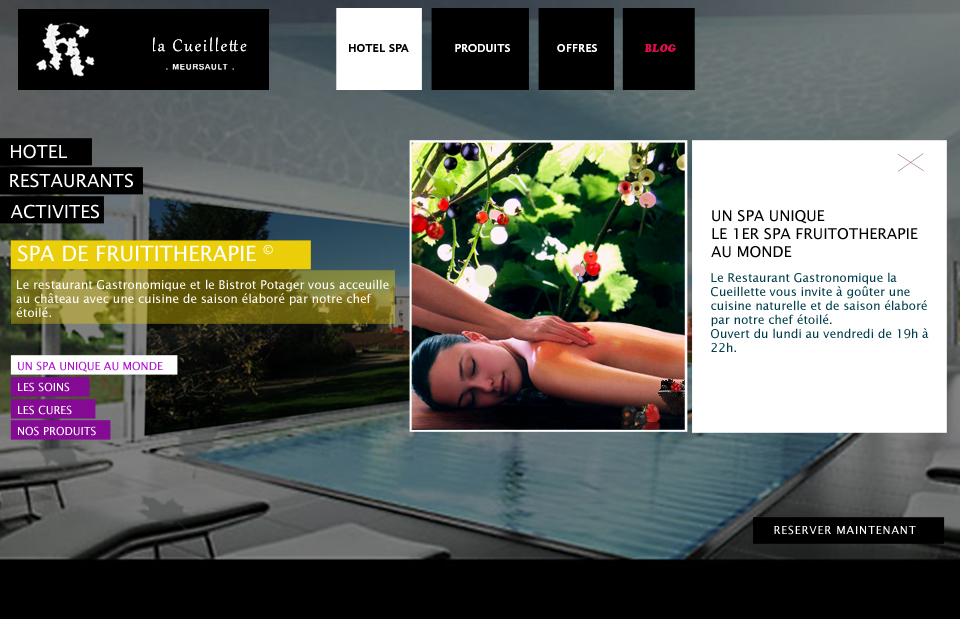 la Cueillette
. MEURSAULT .
HOTEL SPA
PRODUITS
OFFRES
BLOG
HOTEL
RESTAURANTS
ACTIVITES
SPA DE FRUITITHERAPIE ©
Le restaurant Gastronomique et le Bistrot Potager vous acceuille
au château avec une cuisine de saison élaboré par notre chef
étoilé.
UN SPA UNIQUE AU MONDE
LES SOINS
LES CURES
NOS PRODUITS
UN SPA UNIQUE
LE 1ER SPA FRUITOTHERAPIE
AU MONDE
Le Restaurant Gastronomique la
Cueillette vous invite à goûter une
cuisine naturelle et de saison élaboré
par notre chef étoilé.
Ouvert du lundi au vendredi de 19h à
22h.
RESERVER MAINTENANT